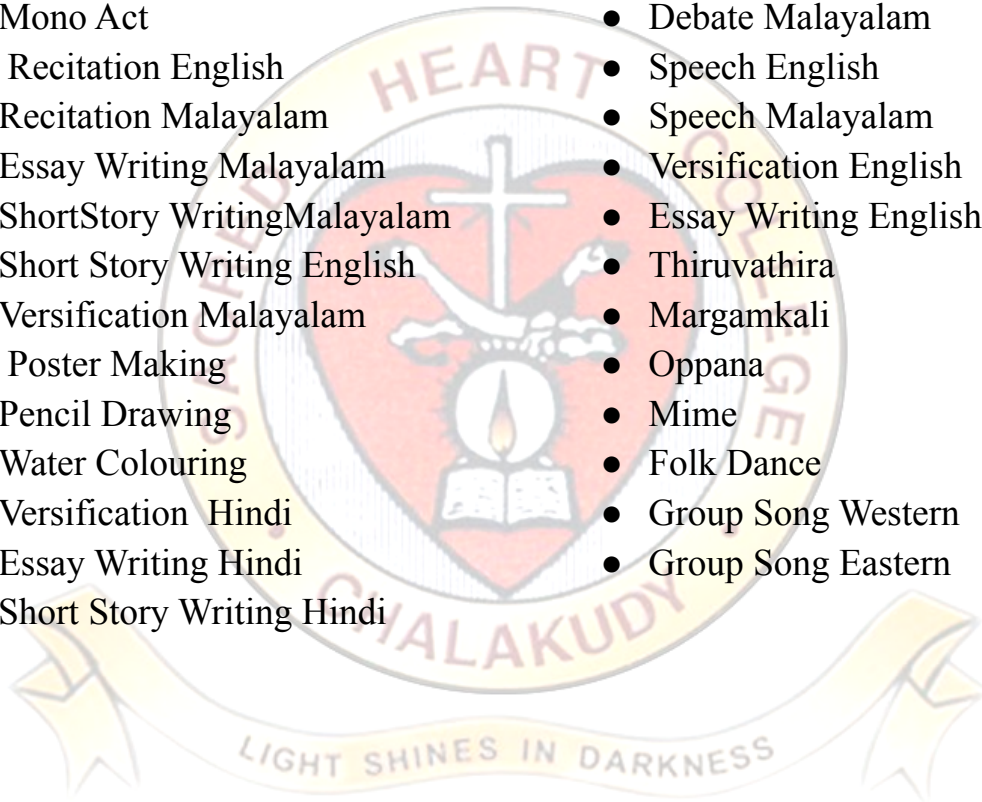 Mono Act
Recitation English
Recitation Malayalam
Essay Writing Malayalam
ShortStory WritingMalayalam
Short Story Writing English
Versification Malayalam
Poster Making
Pencil Drawing
Water Colouring
Versification Hindi
Essay Writing Hindi
Short Story Writing Hindi
● Debate Malayalam
● Speech English
● Speech Malayalam
● Versification English
● Essay Writing English
● Thiruvathira
● Margamkali
● Oppana
● Mime
● Folk Dance
● Group Song Western
● Group Song Eastern
SACRED HEART COLLEGE
CHALAKUDY
LIGHT SHINES IN DARKNESS